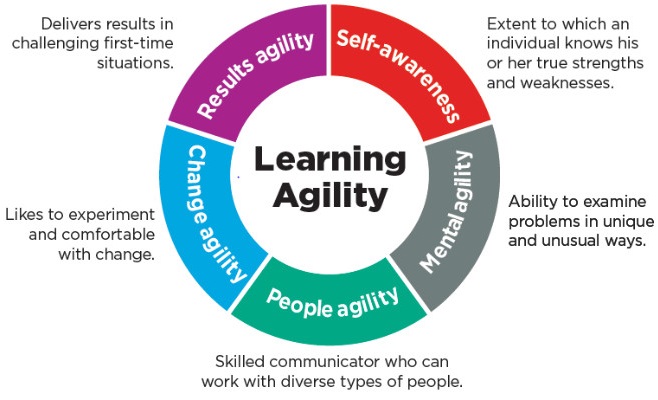 Delivers results in
challenging first-time
situations.
Results agility
Self-awareness
Extent to which an
individual knows his
or her true strengths
and weaknesses.
Learning
Agility
Change agility
Mental agility
Likes to experiment
and comfortable
with change.
Ability to examine
problems in unique
and unusual ways.
People agility
Skilled communicator who can
work with diverse types of people.